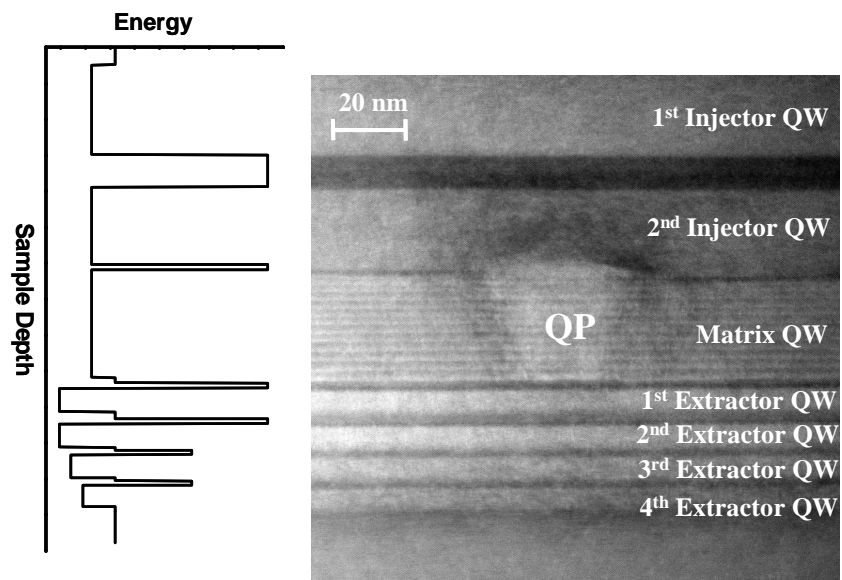 Energy
Sample Depth
20 nm
1st Injector QW
2nd Injector QW
QP
Matrix QW
1st Extractor QW
2nd Extractor QW
3rd Extractor QW
4th Extractor QW